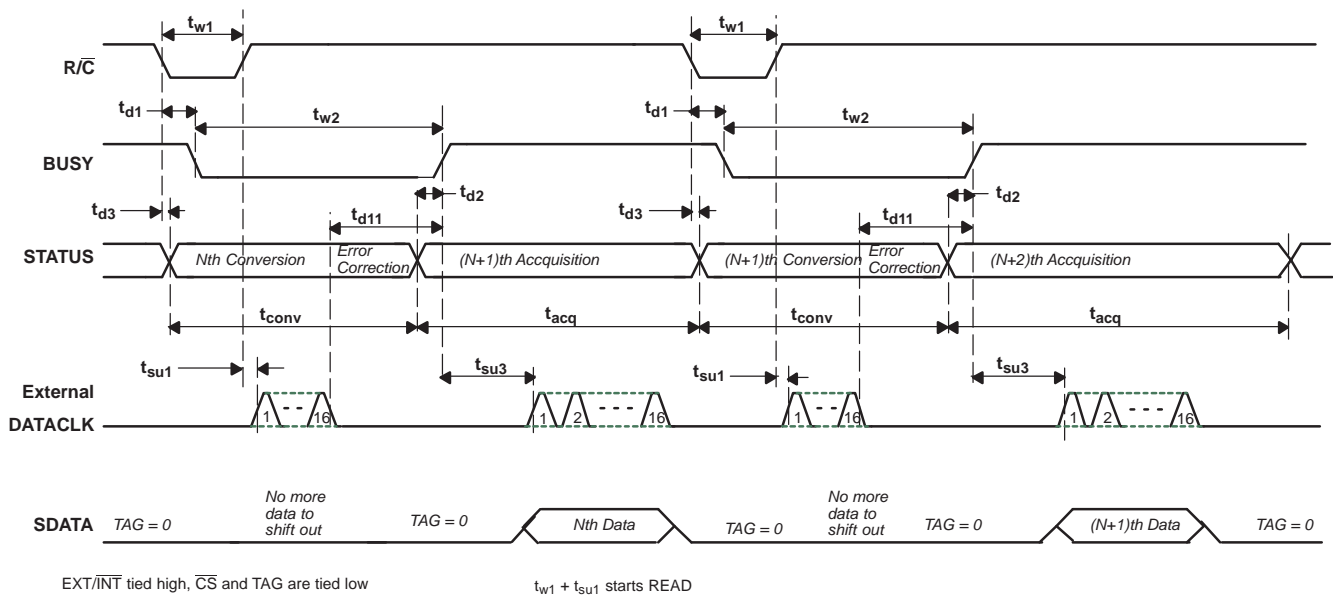 tw1 tw1
R/C
td1 tw2 td1 tw2
BUSY
td3 td2 td3 td2
td11 td11
STATUS Nth Conversion Error Correction (N+1)th Accquisition (N+1)th Conversion Error Correction (N+2)th Accquisition
tconv tacq tconv tacq
tsu1 tsu3 tsu1 tsu3
External
DATACLK 1 - - 16 1 2 - - - 16 1 - - 16 1 2 - - - 16
SDATA TAG = 0 No more data to shift out TAG = 0 Nth Data TAG = 0 No more data to shift out TAG = 0 (N+1)th Data TAG = 0
EXT/INT tied high, CS and TAG are tied low tw1 + tsu1 starts READ